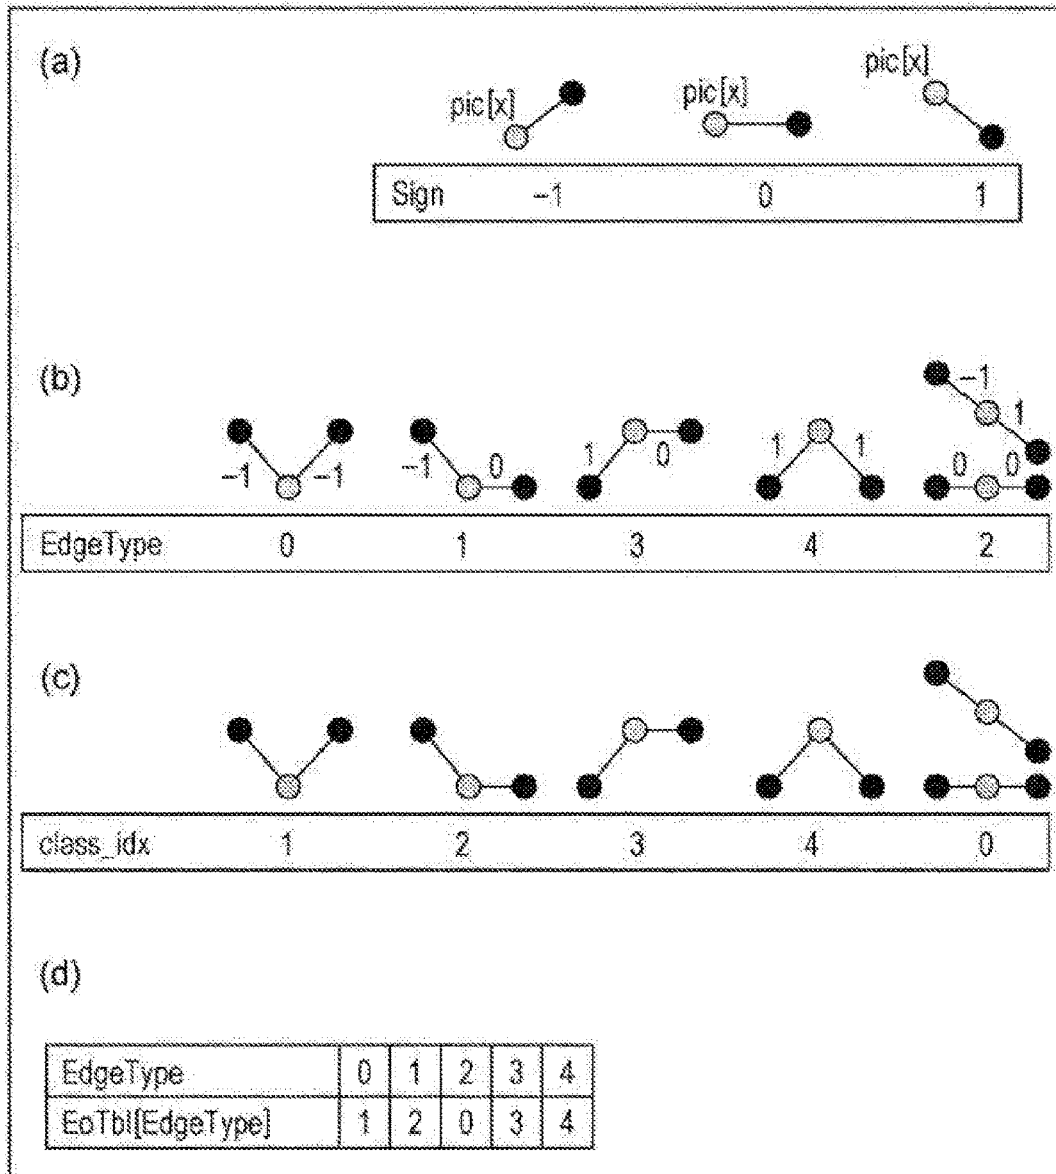 (a)
pic[x] pic[x] pic[x]
Sign –1 0 1
(b)
–1 –1 –1 0 1 0 1 1 –1 1 0 0
EdgeType 0 1 3 4 2
(c)
class_idx 1 2 3 4 0
(d)
EdgeType 0 1 2 3 4
EoTbl[EdgeType] 1 2 0 3 4